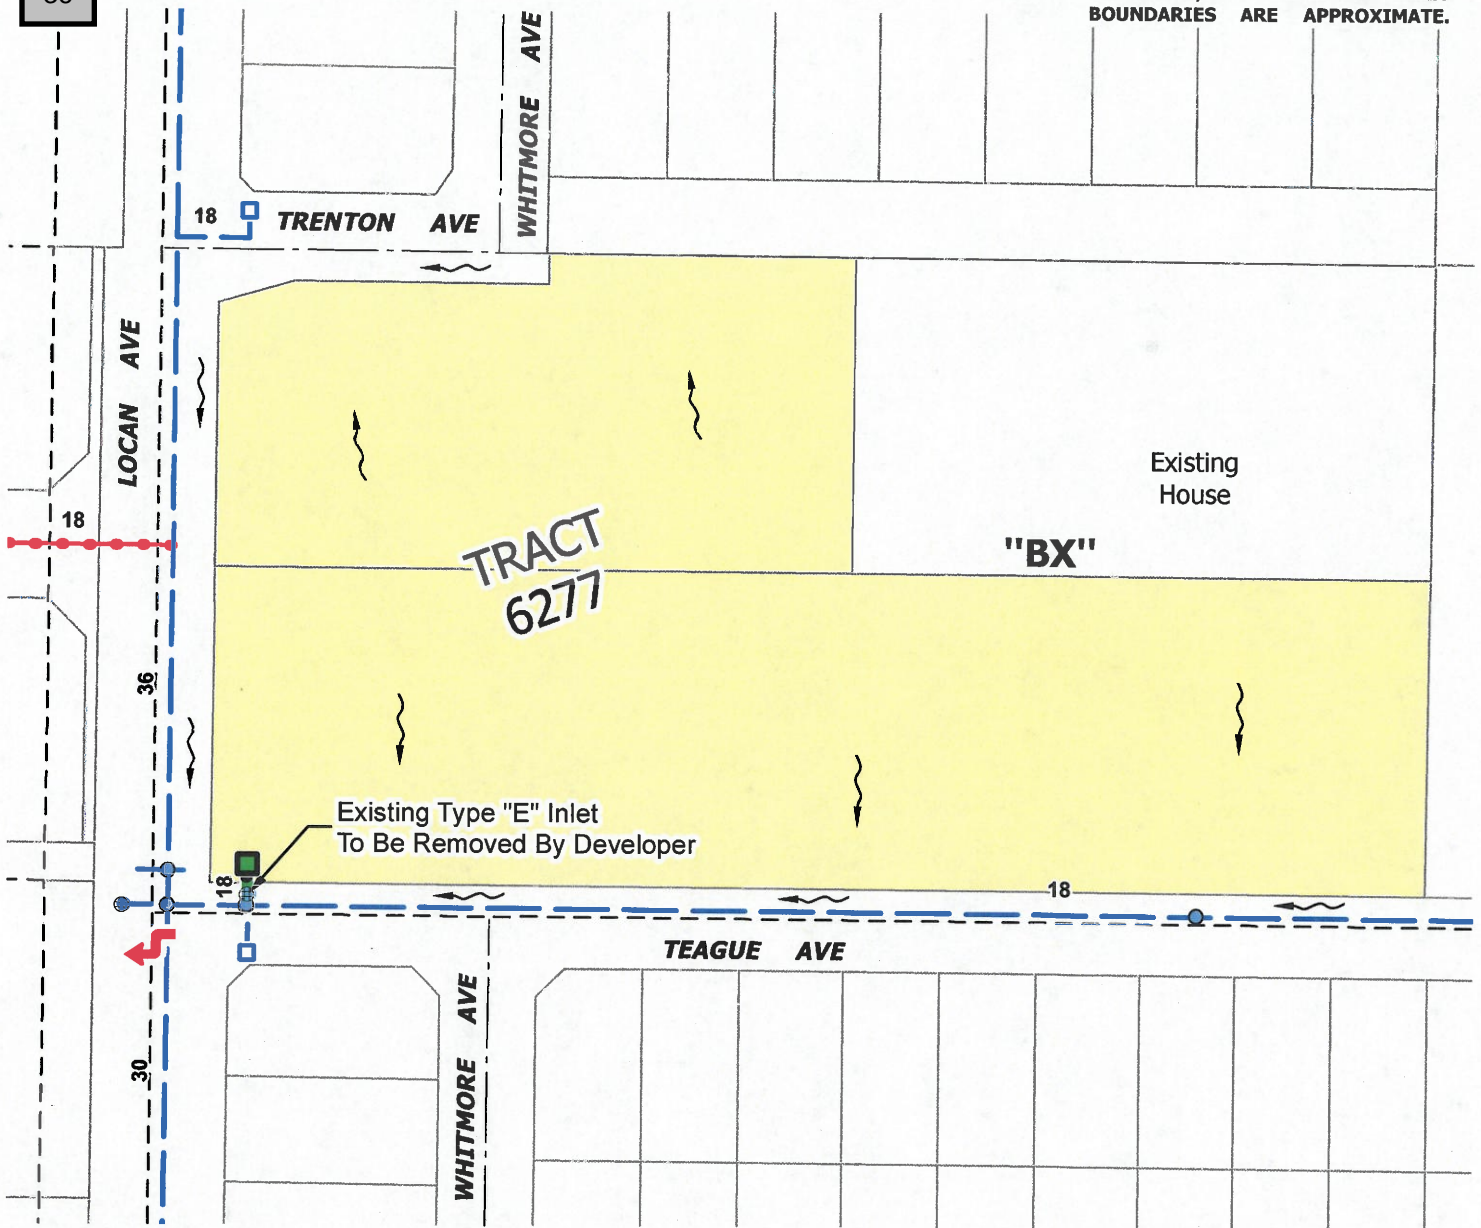 BOUNDARIES ARE APPROXIMATE.
WHITMORE AVE
18
TRENTON AVE
LOCAN AVE
18
Existing
House
"BX"
TRACT
6277
36
Existing Type "E" Inlet
To Be Removed By Developer
18
18
TEAGUE AVE
WHITMORE AVE
30